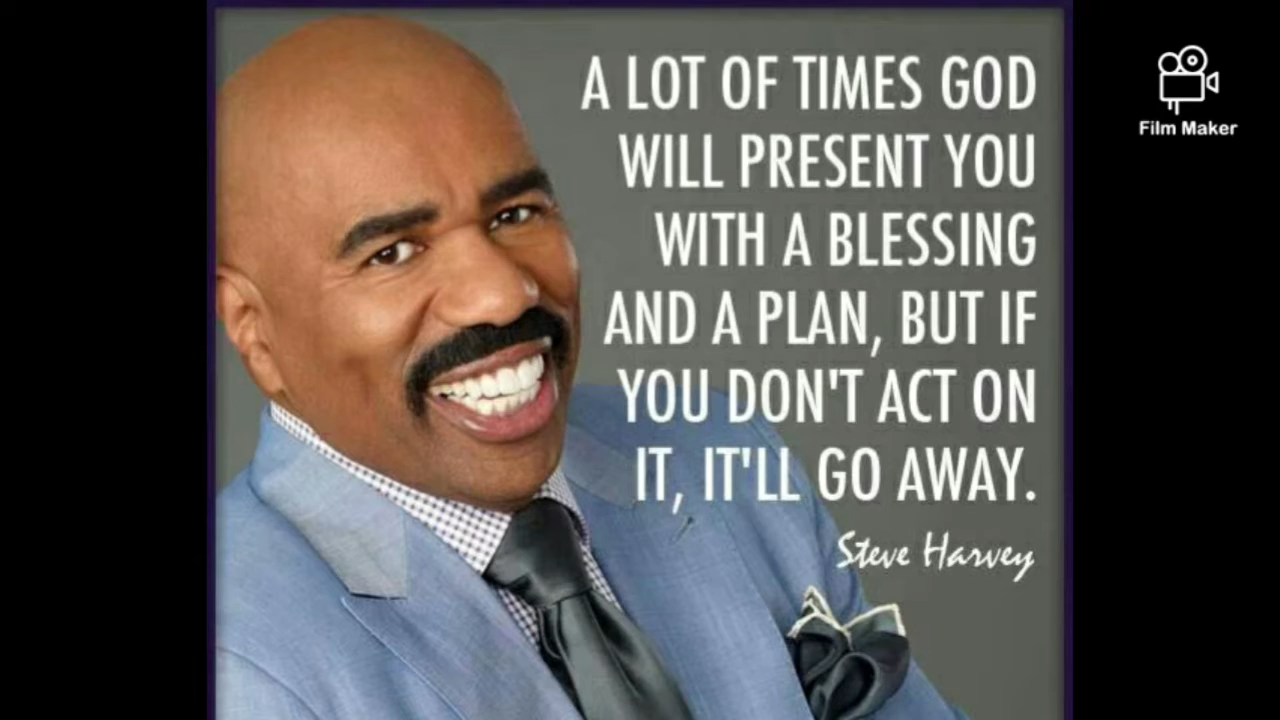 A LOT OF TIMES GOD
WILL PRESENT YOU
WITH A BLESSING
AND A PLAN, BUT IF
YOU DON'T ACT ON
IT, IT'LL GO AWAY.
Steve Harvey
Film Maker